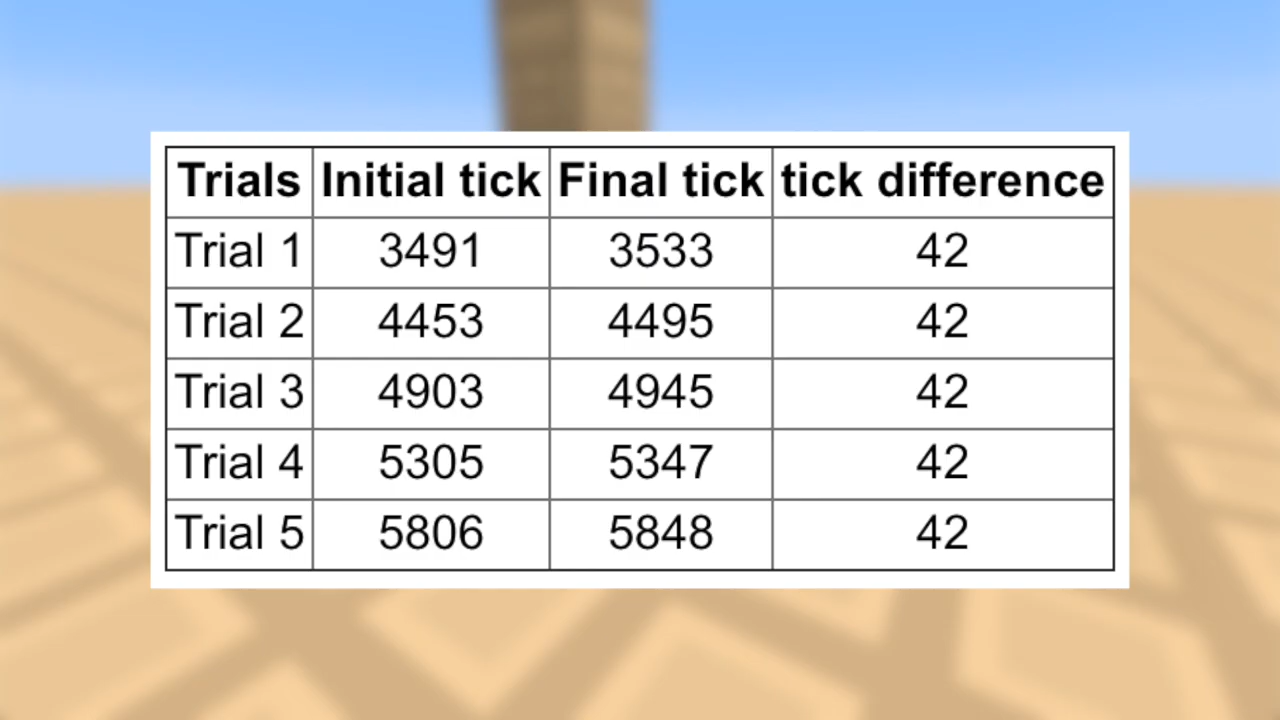 Trials Initial tick Final tick tick difference
Trial 1 3491 3533 42
Trial 2 4453 4495 42
Trial 3 4903 4945 42
Trial 4 5305 5347 42
Trial 5 5806 5848 42